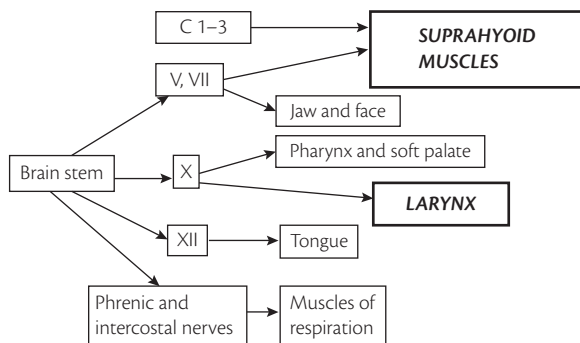 C 1–3
SUPRAHYOID
MUSCLES
V, VII
Jaw and face
Pharynx and soft palate
Brain stem
X
LARYNX
XII
Tongue
Phrenic and
intercostal nerves
Muscles of
respiration